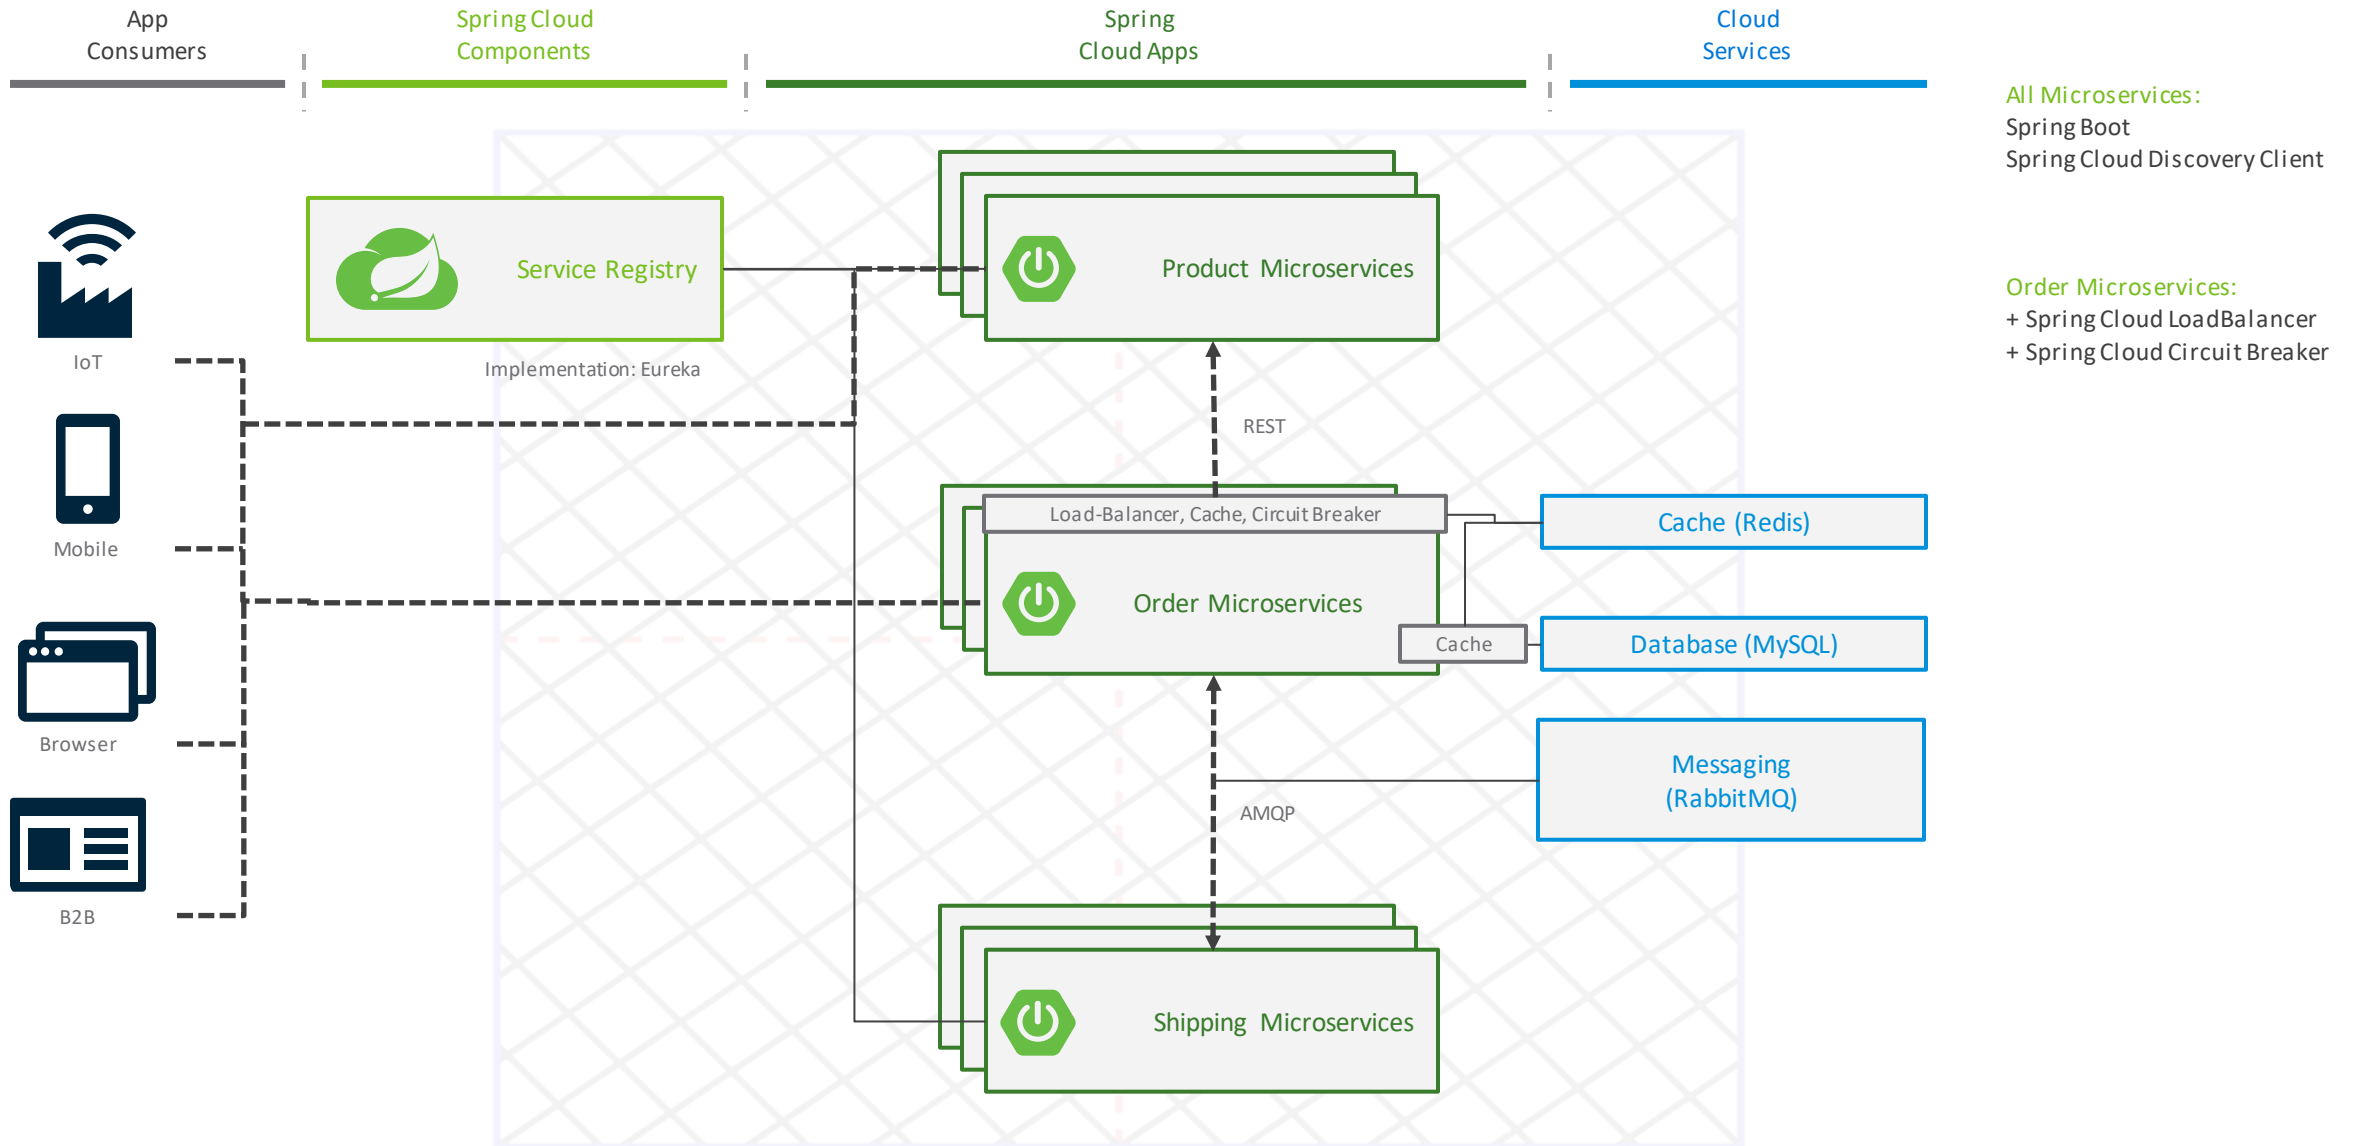 App
Consumers
Spring Cloud
Components
Spring
Cloud Apps
Cloud
Services
All Microservices:
Spring Boot
Spring Cloud Discovery Client
Order Microservices:
+ Spring Cloud LoadBalancer
+ Spring Cloud Circuit Breaker
IoT
Mobile
Browser
B2B
Service Registry
Implementation: Eureka
Product Microservices
REST
Load-Balancer, Cache, Circuit Breaker
Order Microservices
Cache
AMQP
Shipping Microservices
Cache (Redis)
Database (MySQL)
Messaging
(RabbitMQ)